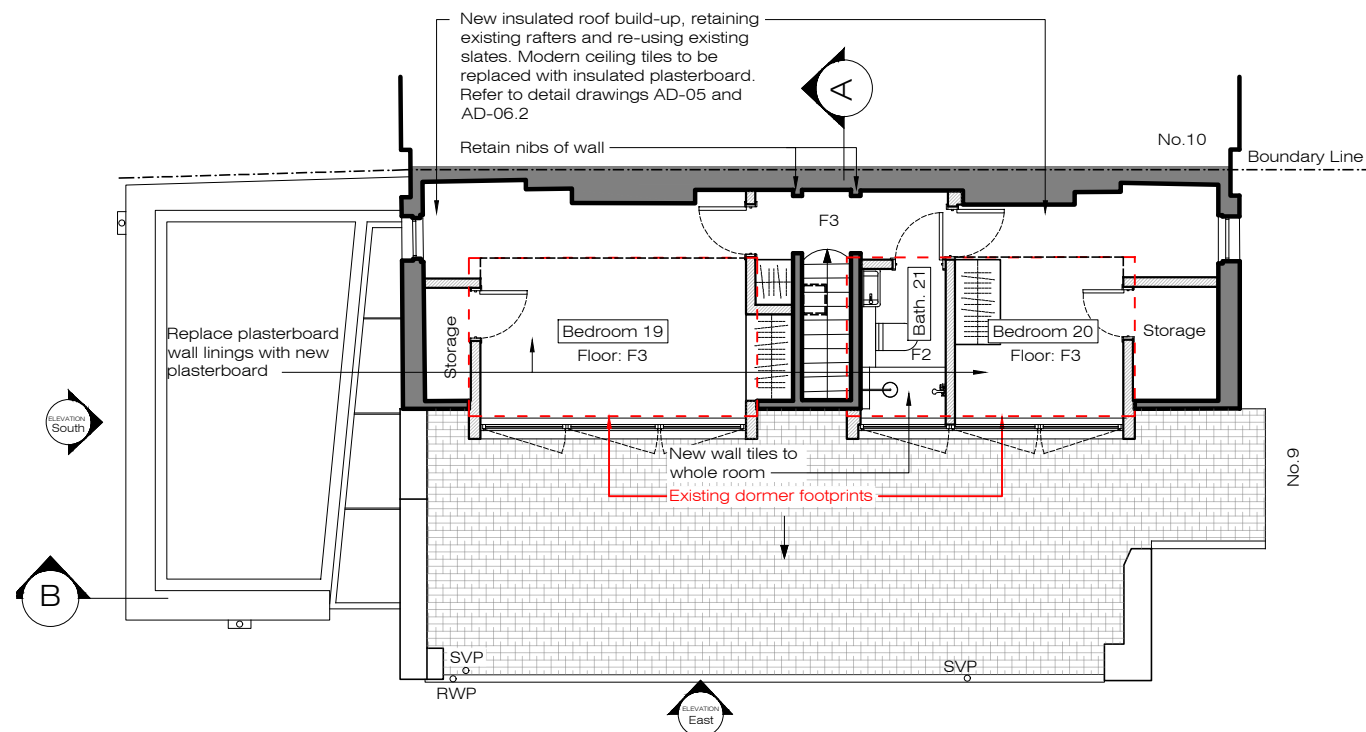 New insulated roof build-up, retaining
existing rafters and re-using existing
slates. Modern ceiling tiles to be
replaced with insulated plasterboard.
Refer to detail drawings AD-05 and
AD-06.2
A
No.10
Retain nibs of wall
Boundary Line
F3
Replace plasterboard
wall linings with new
plasterboard
Storage
Bedroom 19
Floor: F3
Bath. 21
F2
Bedroom 20
Floor: F3
Storage
ELEVATION
South
New wall tiles to
whole room
Existing dormer footprints
No.9
B
SVP
RWP
SVP
ELEVATION
East